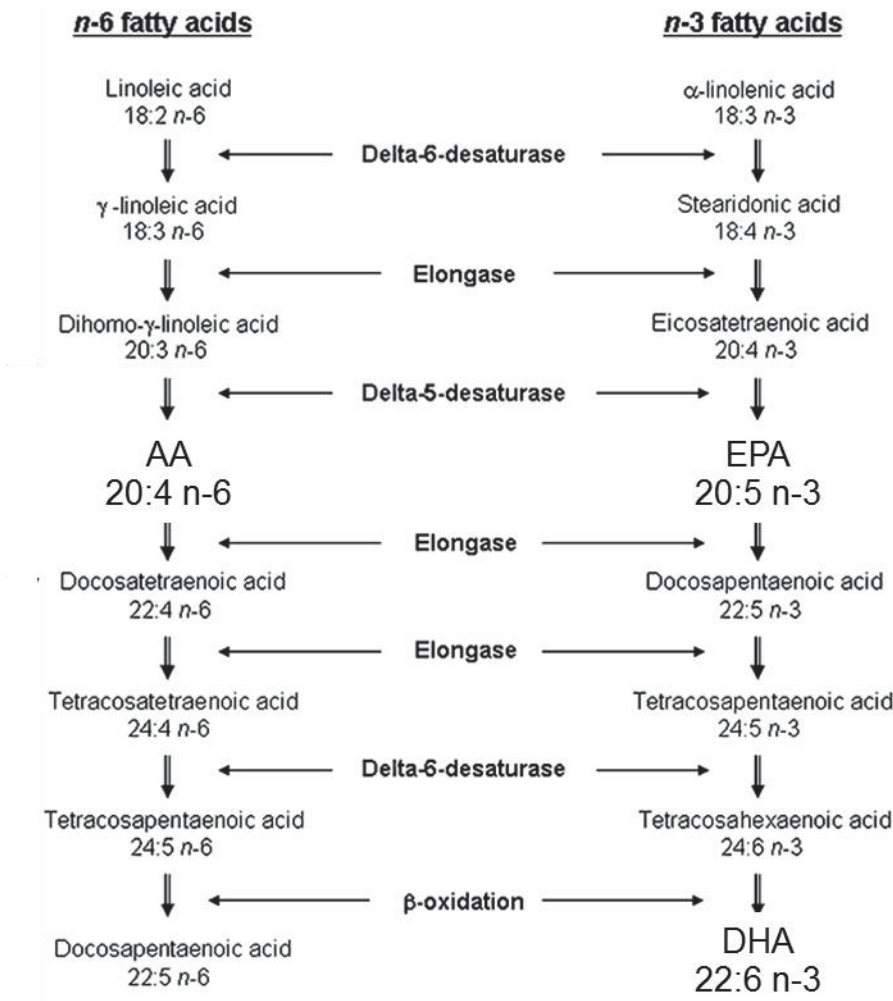 n-6 fatty acids
n-3 fatty acids
Linoleic acid
18:2 n-6
α-linolenic acid
18:3 n-3
Delta-6-desaturase
γ-linoleic acid
18:3 n-6
Stearidonic acid
18:4 n-3
Elongase
Dihomo-γ-linoleic acid
20:3 n-6
Eicosatetraenoic acid
20:4 n-3
Delta-5-desaturase
AA
20:4 n-6
EPA
20:5 n-3
Elongase
Docosatetraenoic acid
22:4 n-6
Docosapentaenoic acid
22:5 n-3
Elongase
Tetracosatetraenoic acid
24:4 n-6
Tetracosapentaenoic acid
24:5 n-3
Delta-6-desaturase
Tetracosapentaenoic acid
24:5 n-6
Tetracosahexaenoic acid
24:6 n-3
β-oxidation
Docosapentaenoic acid
22:5 n-6
DHA
22:6 n-3